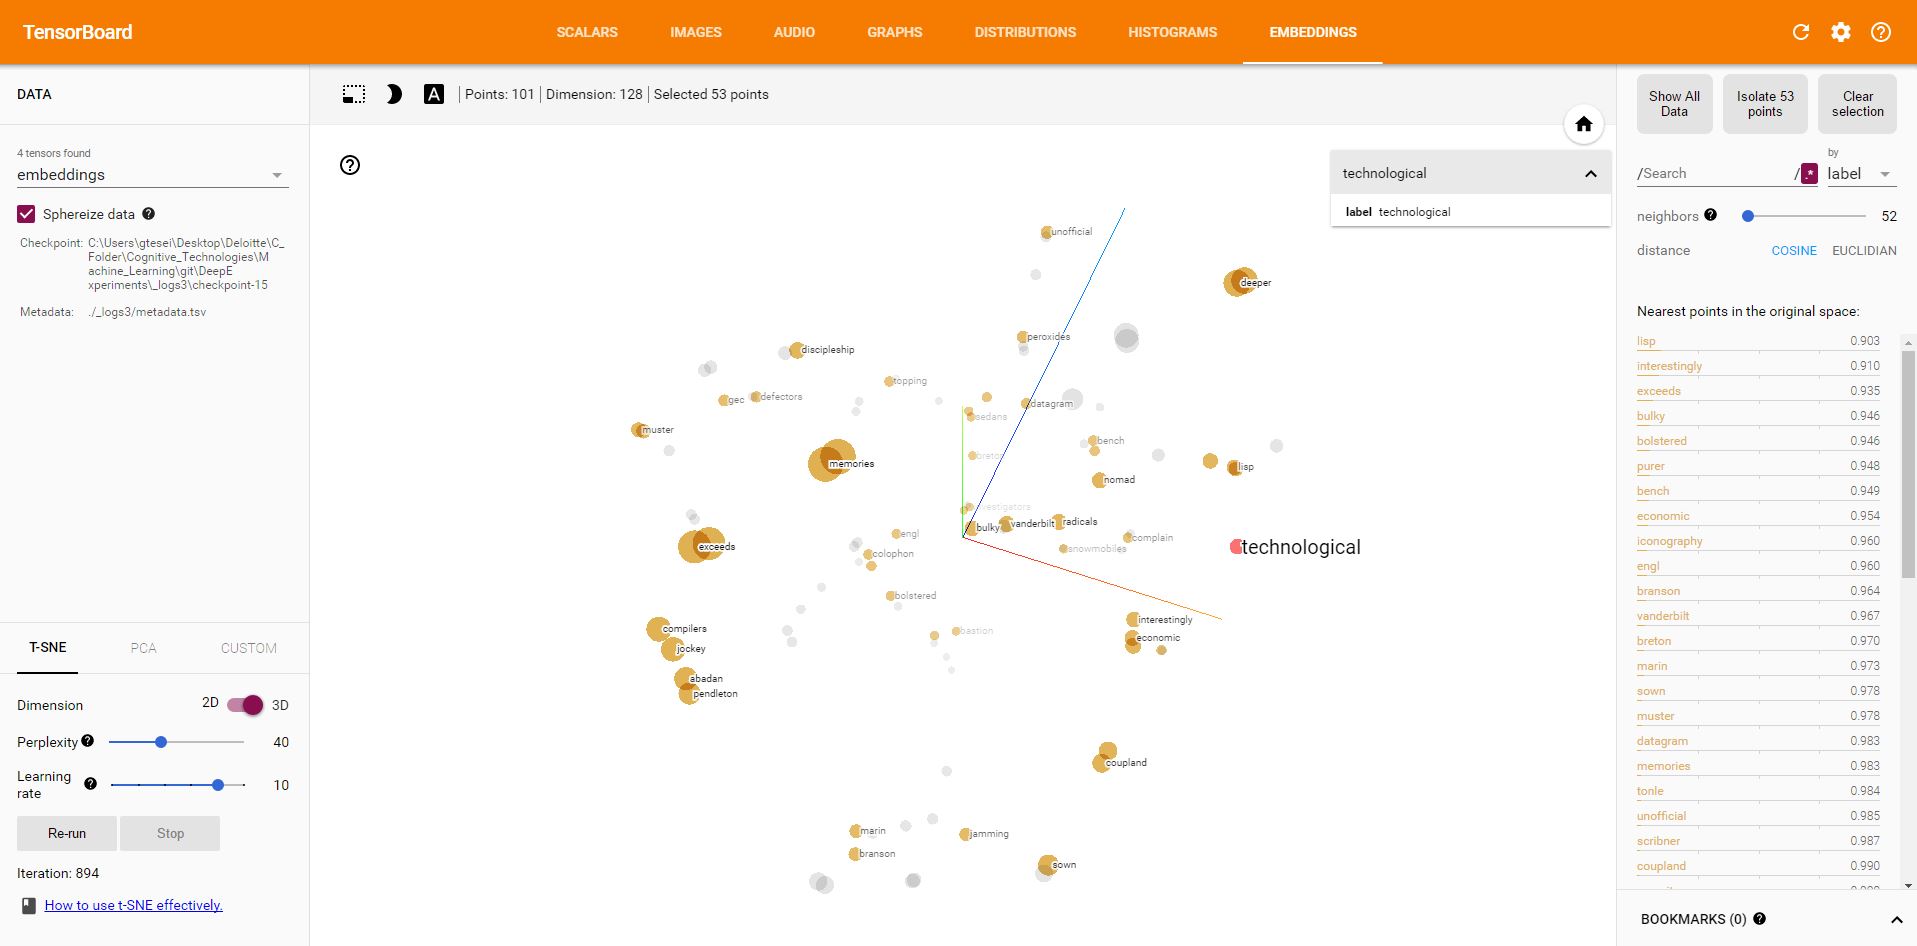 TensorBoard
SCALARS
IMAGES
AUDIO
GRAPHS
DISTRIBUTIONS
HISTOGRAMS
EMBEDDINGS
DATA
4 tensors found
embeddings
Sphereize data
Checkpoint: C:\Users\gtesei\Desktop\Deloitte\C_
Folder\Cognitive_Technologies\M
achine_Learning\git\DeepE
xperiments\_logs3\checkpoint-15
Metadata: ./_logs3/metadata.tsv
T-SNE
PCA
CUSTOM
Dimension 2D 3D
Perplexity 40
Learning
rate 10
Re-run
Stop
Iteration: 894
How to use t-SNE effectively.
A
Points: 101 | Dimension: 128 | Selected 53 points
technological
label technological
unofficial
deeper
peroxides
discipleship
topping
gec
defectors
datagram
sedans
muster
bench
breton
memories
lisp
nomad
investigators
bulky
vanderbilt
radicals
engl
complain
exceeds
technological
snowmobiles
colophon
bolstered
interestingly
compilers
bastion
economic
jockey
abadan
pendleton
coupland
marin
jamming
branson
sown
Show All
Data
Isolate 53
points
Clear
selection
by
/Search / .* label
neighbors 52
distance COSINE EUCLIDIAN
Nearest points in the original space:
lisp 0.903
interestingly 0.910
exceeds 0.935
bulky 0.946
bolstered 0.946
purer 0.948
bench 0.949
economic 0.954
iconography 0.960
engl 0.960
branson 0.964
vanderbilt 0.967
breton 0.970
marin 0.973
sown 0.978
muster 0.978
datagram 0.983
memories 0.983
tonle 0.984
unofficial 0.985
scribner 0.987
coupland 0.990
BOOKMARKS (0)